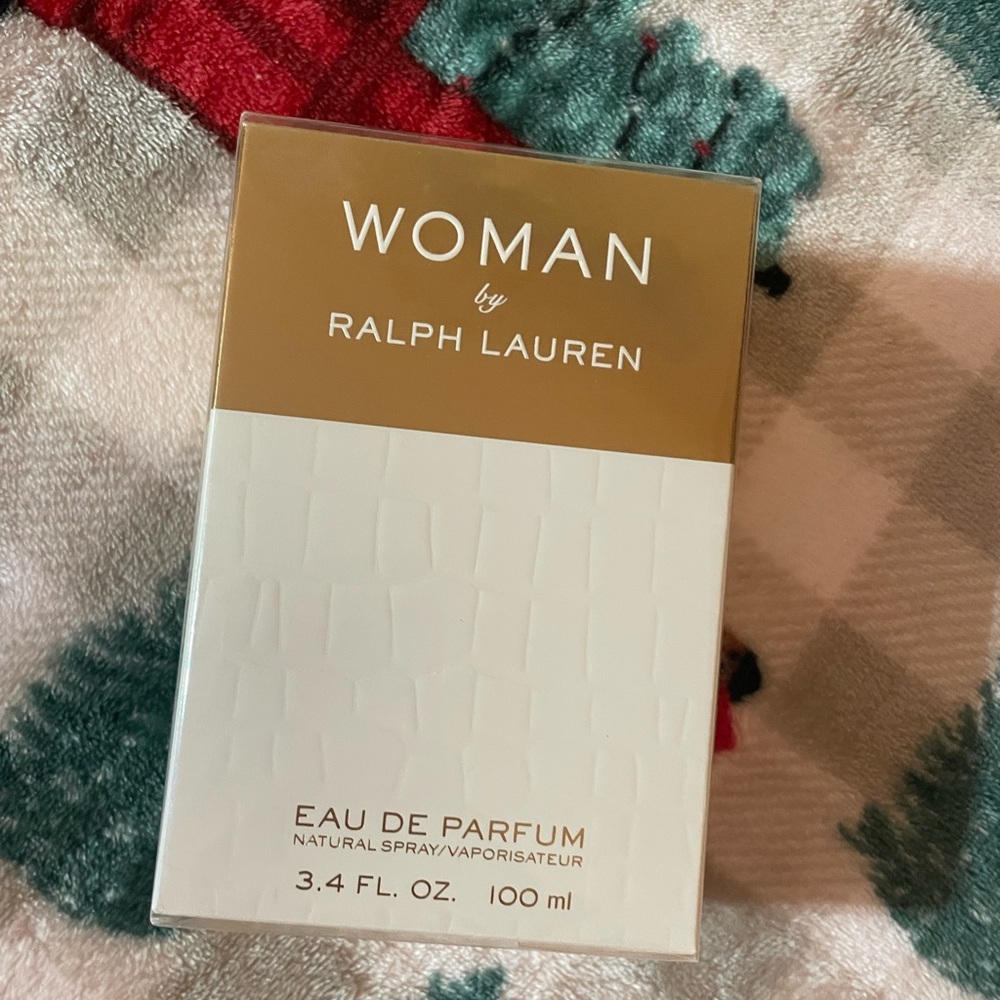 WOMAN
by
RALPH LAUREN
EAU DE PARFUM
NATURAL SPRAY/VAPORISATEUR
3.4 FL. OZ. 100 ml